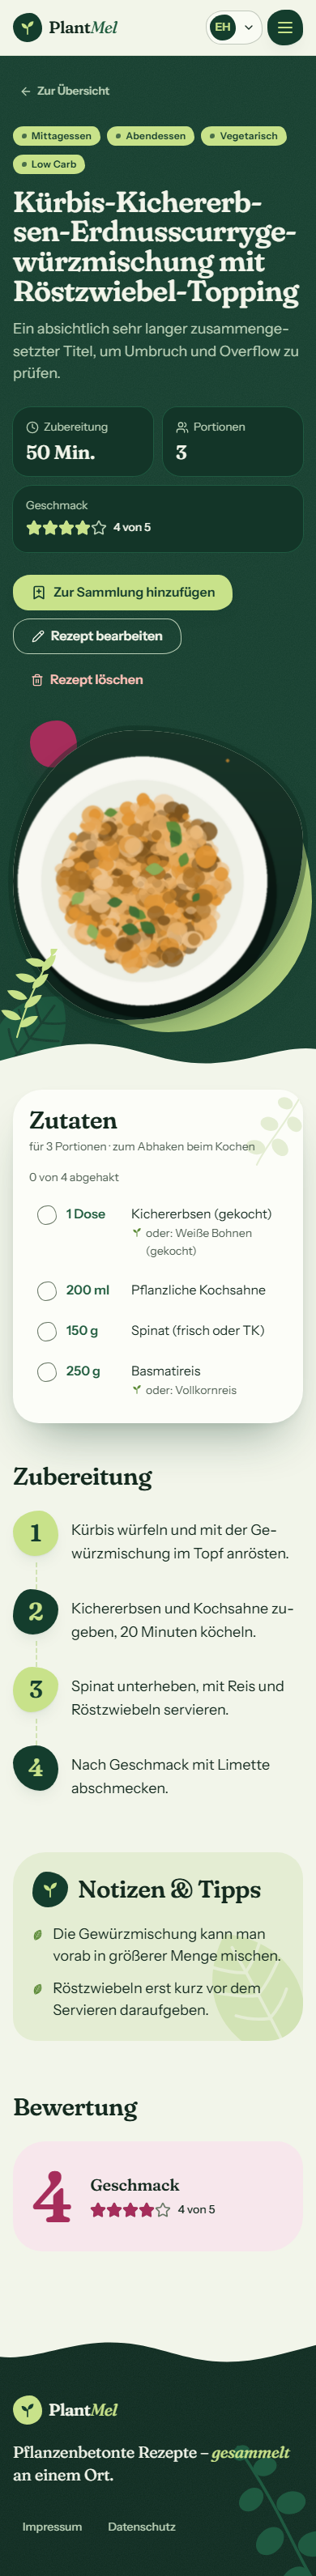 PlantMel
EH
Zur Übersicht
Mittagessen
Abendessen
Vegetarisch
Low Carb
Kürbis-Kichererb-
sen-Erdnusscurryge-
würzmischung mit
Röstzwiebel-Topping
Ein absichtlich sehr langer zusammenge-
setzter Titel, um Umbruch und Overflow zu
prüfen.
Zubereitung
50 Min.
Portionen
3
Geschmack
4 von 5
Zur Sammlung hinzufügen
Rezept bearbeiten
Rezept löschen
Zutaten
für 3 Portionen · zum Abhaken beim Kochen
0 von 4 abgehakt
1 Dose
Kichererbsen (gekocht)
oder: Weiße Bohnen
(gekocht)
200 ml
Pflanzliche Kochsahne
150 g
Spinat (frisch oder TK)
250 g
Basmatireis
oder: Vollkornreis
Zubereitung
1
Kürbis würfeln und mit der Ge-
würzmischung im Topf anrösten.
2
Kichererbsen und Kochsahne zu-
geben, 20 Minuten köcheln.
3
Spinat unterheben, mit Reis und
Röstzwiebeln servieren.
4
Nach Geschmack mit Limette
abschmecken.
Notizen & Tipps
Die Gewürzmischung kann man
vorab in größerer Menge mischen.
Röstzwiebeln erst kurz vor dem
Servieren daraufgeben.
Bewertung
4
Geschmack
4 von 5
PlantMel
Pflanzenbetonte Rezepte – gesammelt
an einem Ort.
Impressum
Datenschutz